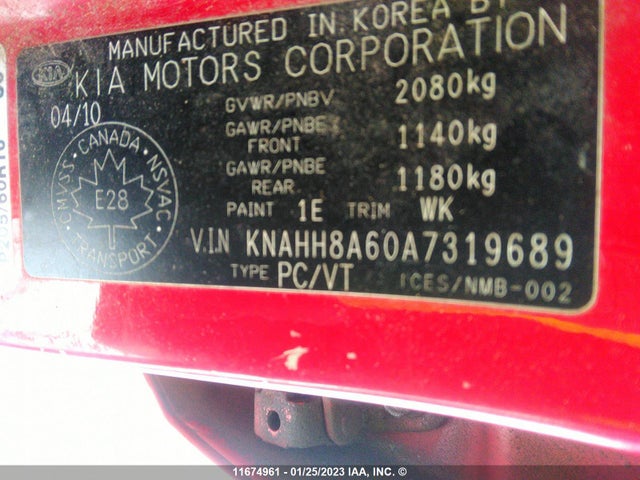 MANUFACTURED IN KOREA BY
KIA KIA MOTORS CORPORATION
04/10
GVWR/PNBV 2080kg
GAWR/PNBE FRONT 1140kg
GAWR/PNBE REAR 1180kg
PAINT 1E TRIM WK
V.I.N KNAHH8A60A7319689
TYPE PC/VT ICES/NMB-002
CANADA
CMVSS NSVAC
E28
TRANSPORT
11674961 - 01/25/2023 IAA, INC. ©